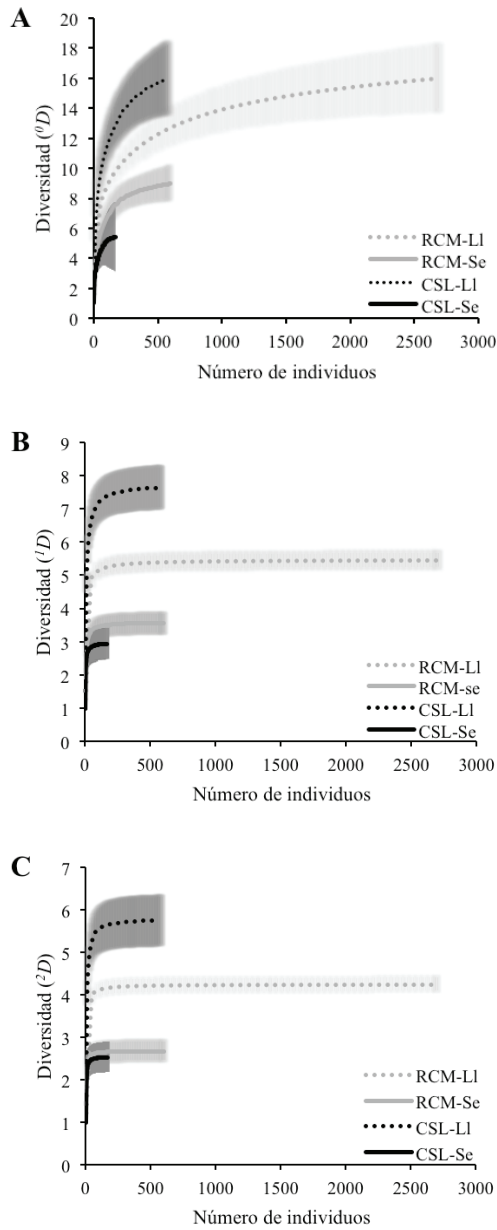 A
20
18
16
14
12
10
8
6
4
2
0
Diversidad (⁰D)
RCM-Ll
RCM-Se
CSL-Ll
CSL-Se
0 500 1000 1500 2000 2500 3000
Número de individuos
B
9
8
7
6
5
4
3
2
1
0
Diversidad (¹D)
RCM-Ll
RCM-se
CSL-Ll
CSL-Se
0 500 1000 1500 2000 2500 3000
Número de individuos
C
7
6
5
4
3
2
1
0
Diversidad (²D)
RCM-Ll
RCM-Se
CSL-Ll
CSL-Se
0 500 1000 1500 2000 2500 3000
Número de individuos